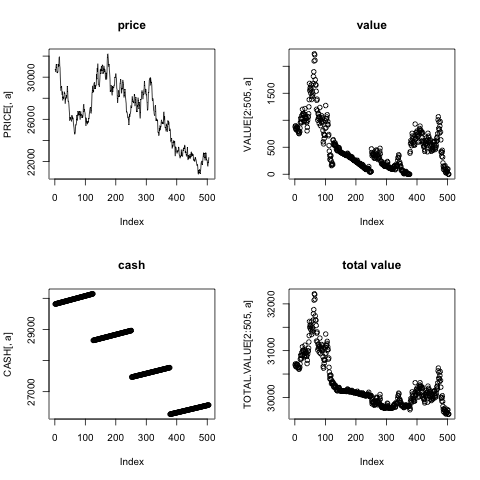 price
value
PRICE[, a]
22000
26000
30000
0
100
200
300
400
500
Index
VALUE[2:505, a]
0
500
1500
0
100
200
300
400
500
Index
cash
total value
CASH[, a]
27000
29000
0
100
200
300
400
500
Index
TOTAL.VALUE[2:505, a]
30000
31000
32000
0
100
200
300
400
500
Index